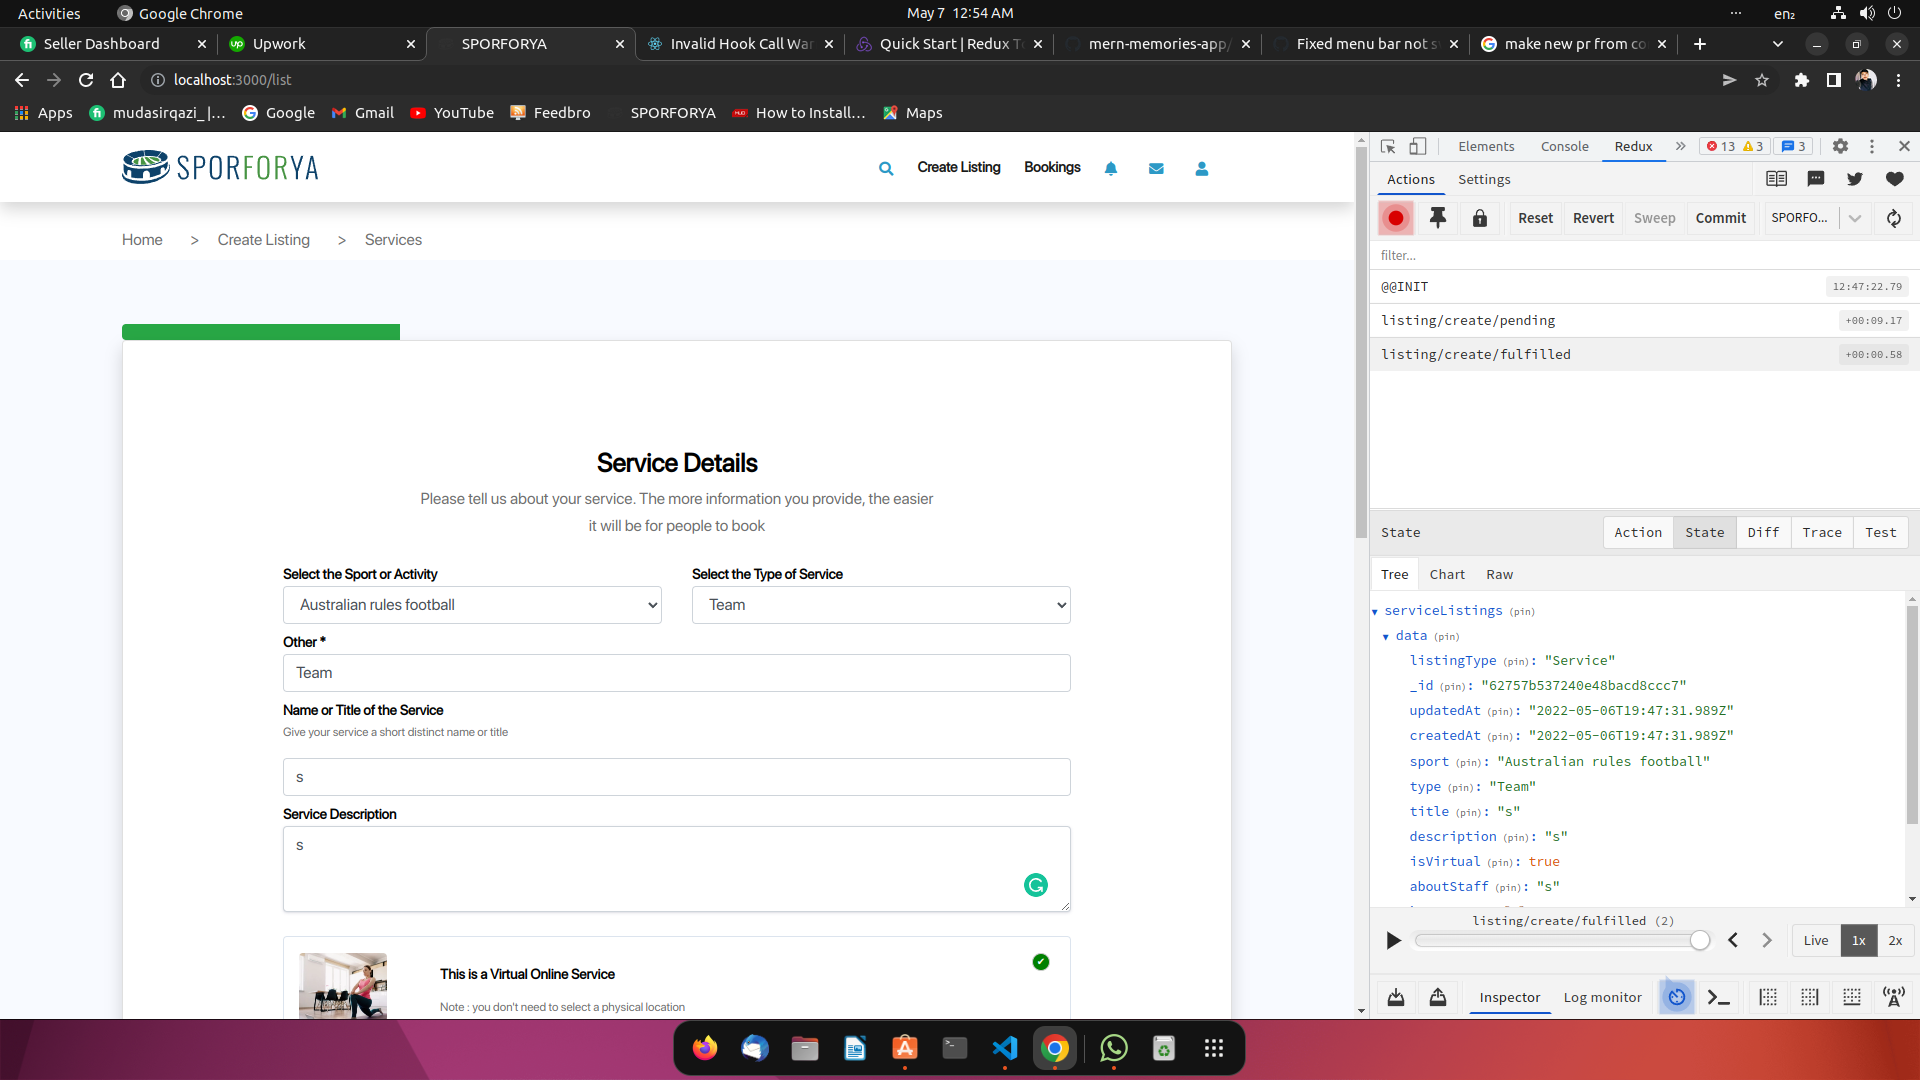 Activities
Google Chrome
May 7 12:54 AM
en₂
Seller Dashboard
Upwork
SPORFORYA
Invalid Hook Call War
Quick Start | Redux T
mern-memories-app/
Fixed menu bar not s
make new pr from co
localhost:3000/list
Apps
mudasirqazi_ |...
Google
Gmail
YouTube
Feedbro
SPORFORYA
How to Install...
Maps
SPORFORYA
Create Listing
Bookings
Home > Create Listing > Services
Service Details
Please tell us about your service. The more information you provide, the easier
it will be for people to book
Select the Sport or Activity
Select the Type of Service
Australian rules football
Team
Other *
Team
Name or Title of the Service
Give your service a short distinct name or title
s
Service Description
s
This is a Virtual Online Service
Note : you don't need to select a physical location
Elements
Console
Redux
13
3
3
Actions
Settings
Reset
Revert
Sweep
Commit
SPORFO...
filter...
@@INIT
12:47:22.79
listing/create/pending
+00:09.17
listing/create/fulfilled
+00:00.58
State
Action
State
Diff
Trace
Test
Tree
Chart
Raw
serviceListings (pin)
data (pin)
listingType (pin): "Service"
_id (pin): "62757b537240e48bacd8ccc7"
updatedAt (pin): "2022-05-06T19:47:31.989Z"
createdAt (pin): "2022-05-06T19:47:31.989Z"
sport (pin): "Australian rules football"
type (pin): "Team"
title (pin): "s"
description (pin): "s"
isVirtual (pin): true
aboutStaff (pin): "s"
listing/create/fulfilled (2)
Live
1x
2x
Inspector
Log monitor